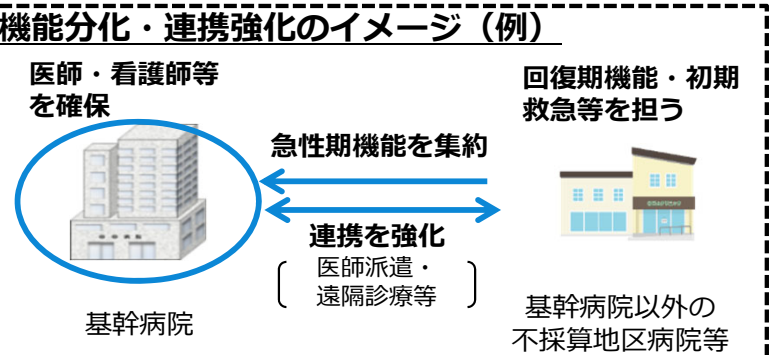 機能分化・連携強化のイメージ（例）
医師・看護師等
を確保
回復期機能・初期
救急等を担う
急性期機能を集約
連携を強化
医師派遣・
遠隔診療等
基幹病院
基幹病院以外の
不採算地区病院等